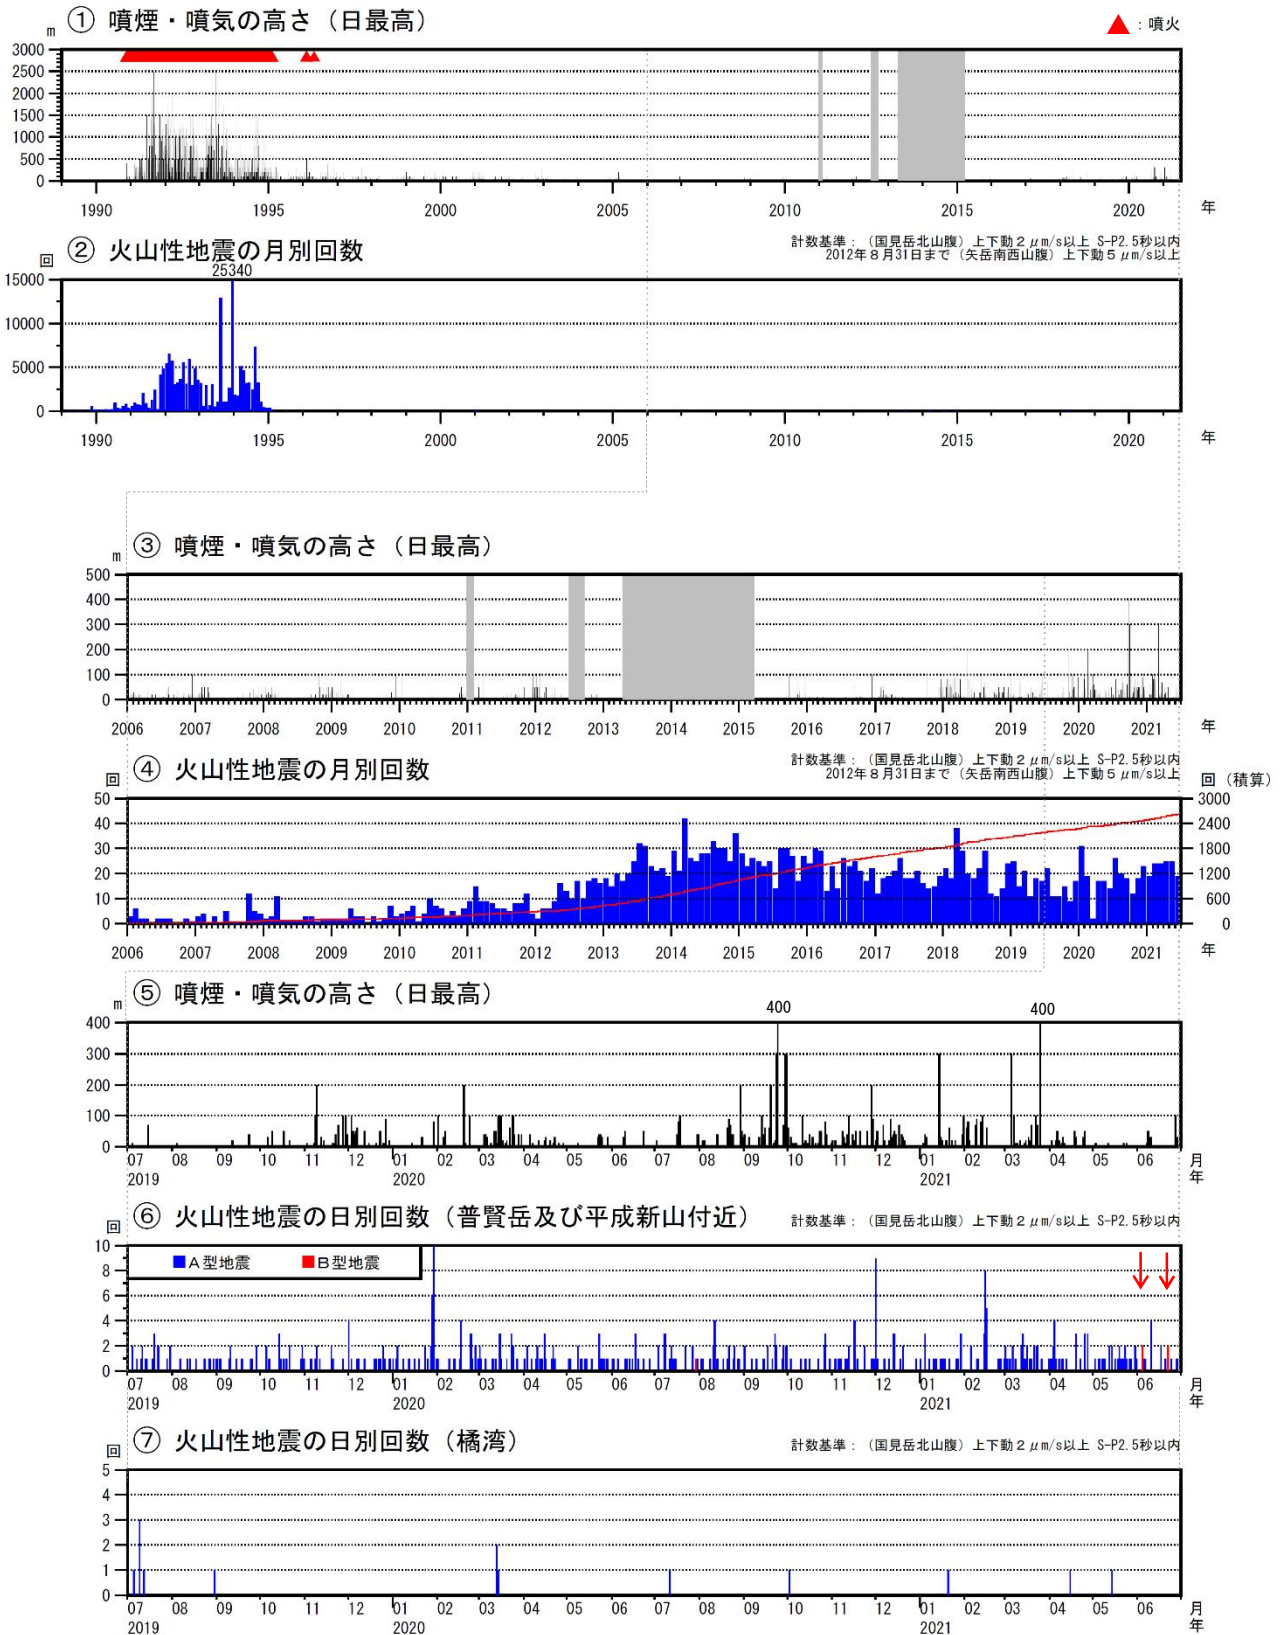 ① 噴煙・噴気の高さ（日最高）
▲：噴火
m
3000
2500
2000
1500
1000
500
0
1990 1995 2000 2005 2010 2015 2020 年
② 火山性地震の月別回数
計数基準：（国見岳北山腹）上下動２μm/s以上 S-P2.5秒以内
2012年８月31日まで（矢岳南西山腹）上下動５μm/s以上
回
25340
15000
10000
5000
0
1990 1995 2000 2005 2010 2015 2020 年
③ 噴煙・噴気の高さ（日最高）
m
500
400
300
200
100
0
2006 2007 2008 2009 2010 2011 2012 2013 2014 2015 2016 2017 2018 2019 2020 2021 年
④ 火山性地震の月別回数
計数基準：（国見岳北山腹）上下動２μm/s以上 S-P2.5秒以内
2012年８月31日まで（矢岳南西山腹）上下動５μm/s以上
回 回（積算）
50 3000
40 2400
30 1800
20 1200
10 600
0 0
2006 2007 2008 2009 2010 2011 2012 2013 2014 2015 2016 2017 2018 2019 2020 2021 年
⑤ 噴煙・噴気の高さ（日最高）
m
400 400
400
300
200
100
0
07 08 09 10 11 12 01 02 03 04 05 06 07 08 09 10 11 12 01 02 03 04 05 06 月
2019 2020 2021 年
⑥ 火山性地震の日別回数（普賢岳及び平成新山付近）
計数基準：（国見岳北山腹）上下動２μm/s以上 S-P2.5秒以内
回
■Ａ型地震 ■Ｂ型地震
10
8
6
4
2
0
07 08 09 10 11 12 01 02 03 04 05 06 07 08 09 10 11 12 01 02 03 04 05 06 月
2019 2020 2021 年
⑦ 火山性地震の日別回数（橘湾）
計数基準：（国見岳北山腹）上下動２μm/s以上 S-P2.5秒以内
回
5
4
3
2
1
0
07 08 09 10 11 12 01 02 03 04 05 06 07 08 09 10 11 12 01 02 03 04 05 06 月
2019 2020 2021 年